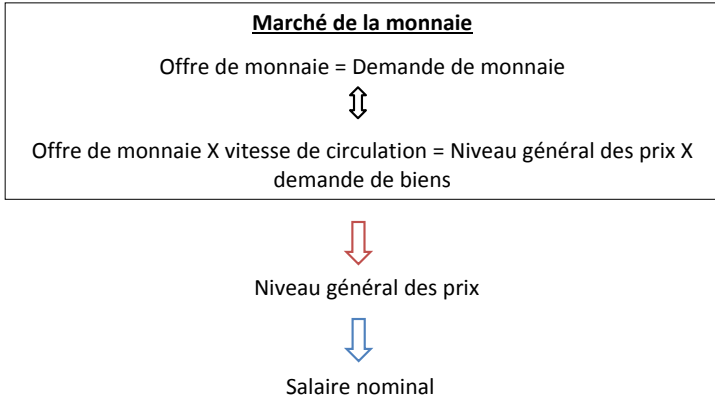 Marché de la monnaie
Offre de monnaie = Demande de monnaie
Offre de monnaie X vitesse de circulation = Niveau général des prix X
demande de biens
Niveau général des prix
Salaire nominal